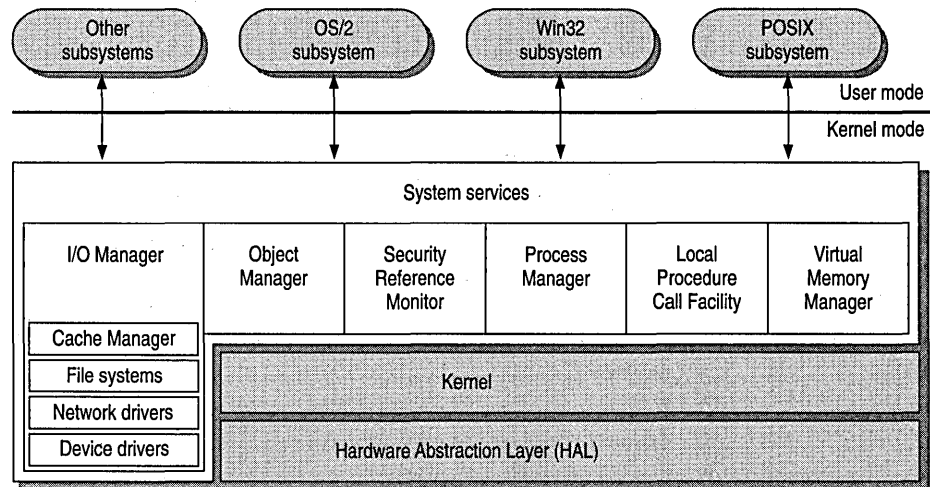 Other
subsystems
OS/2
subsystem
Win32
subsystem
POSIX
subsystem
User mode
Kernel mode
System services
I/O Manager
Object
Manager
Security
Reference
Monitor
Process
Manager
Local
Procedure
Call Facility
Virtual
Memory
Manager
Cache Manager
File systems
Network drivers
Device drivers
Kernel
Hardware Abstraction Layer (HAL)